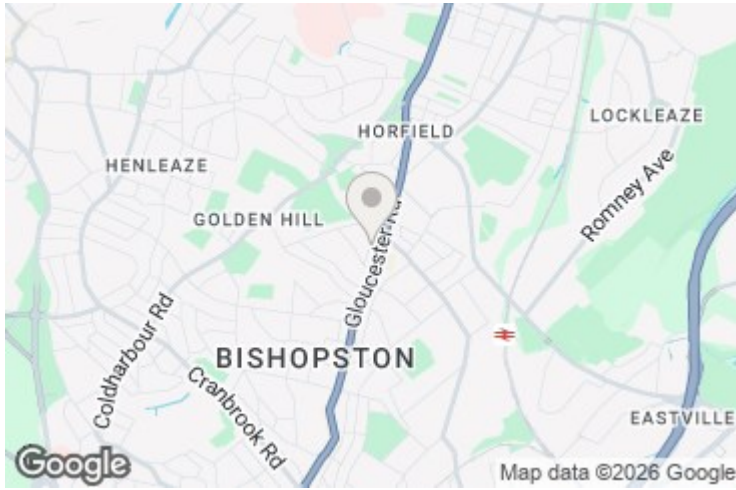 LOCKLEAZE
HORFIELD
HENLEAZE
Romney Ave
GOLDEN HILL
Gloucester Rd
Coldharbour Rd
BISHOPSTON
Cranbrook Rd
EASTVILLE
Google
Map data ©2026 Google